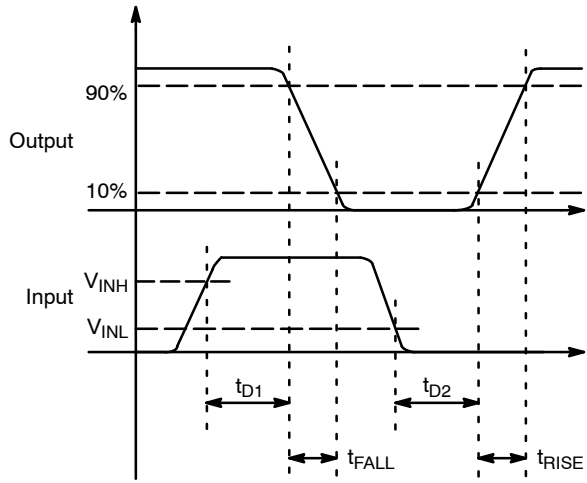 90%
Output
10%
V_INH
Input
V_INL
t_D1
t_D2
t_FALL
t_RISE